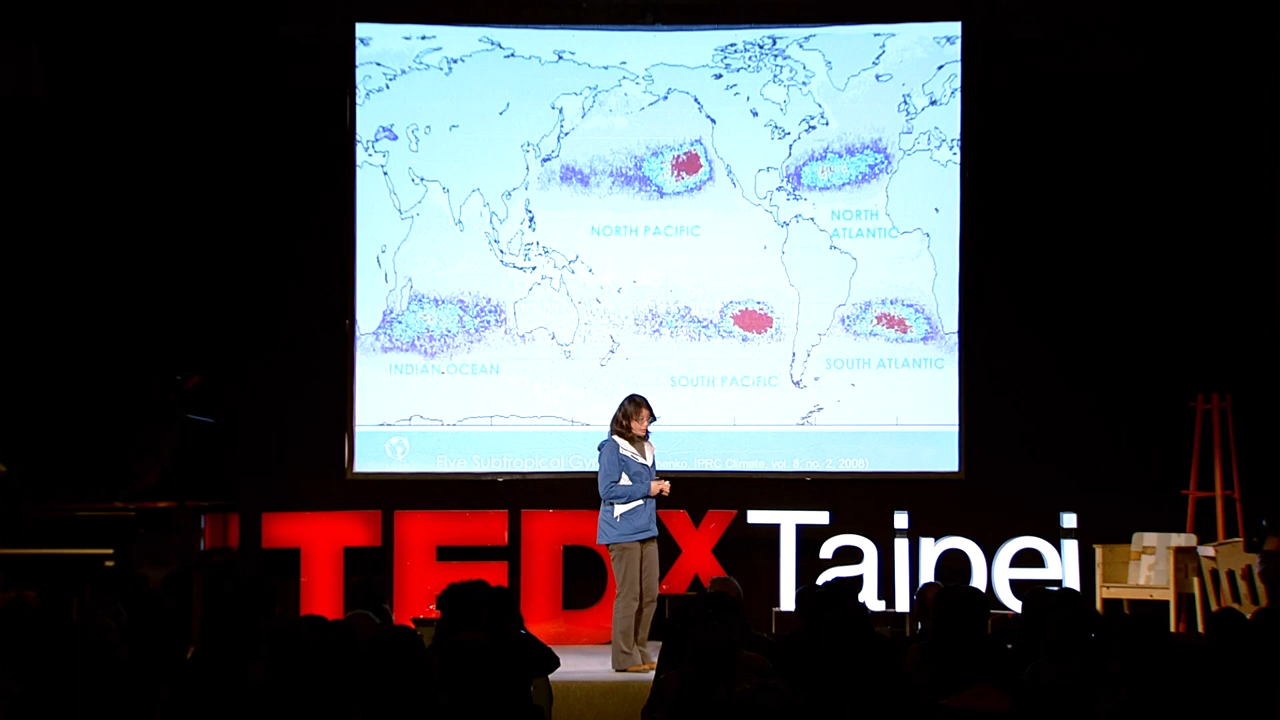 NORTH PACIFIC
NORTH
ATLANTIC
INDIAN OCEAN
SOUTH PACIFIC
SOUTH ATLANTIC
Five Subtropical Gy nko, IPRC Climate, vol. 8, no. 2, 2008)
TEDx Taipei